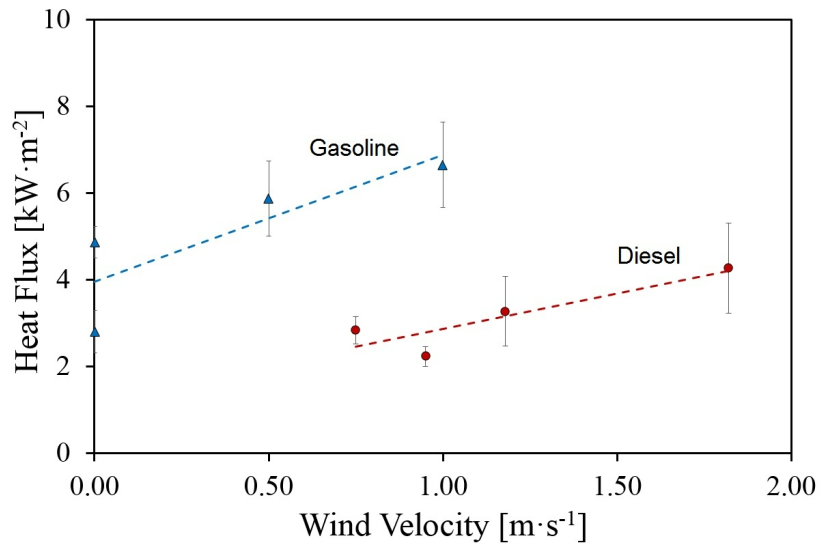 10
8
6
4
2
0
Heat Flux [kW·m-2]
Gasoline
Diesel
0.00 0.50 1.00 1.50 2.00
Wind Velocity [m·s-1]